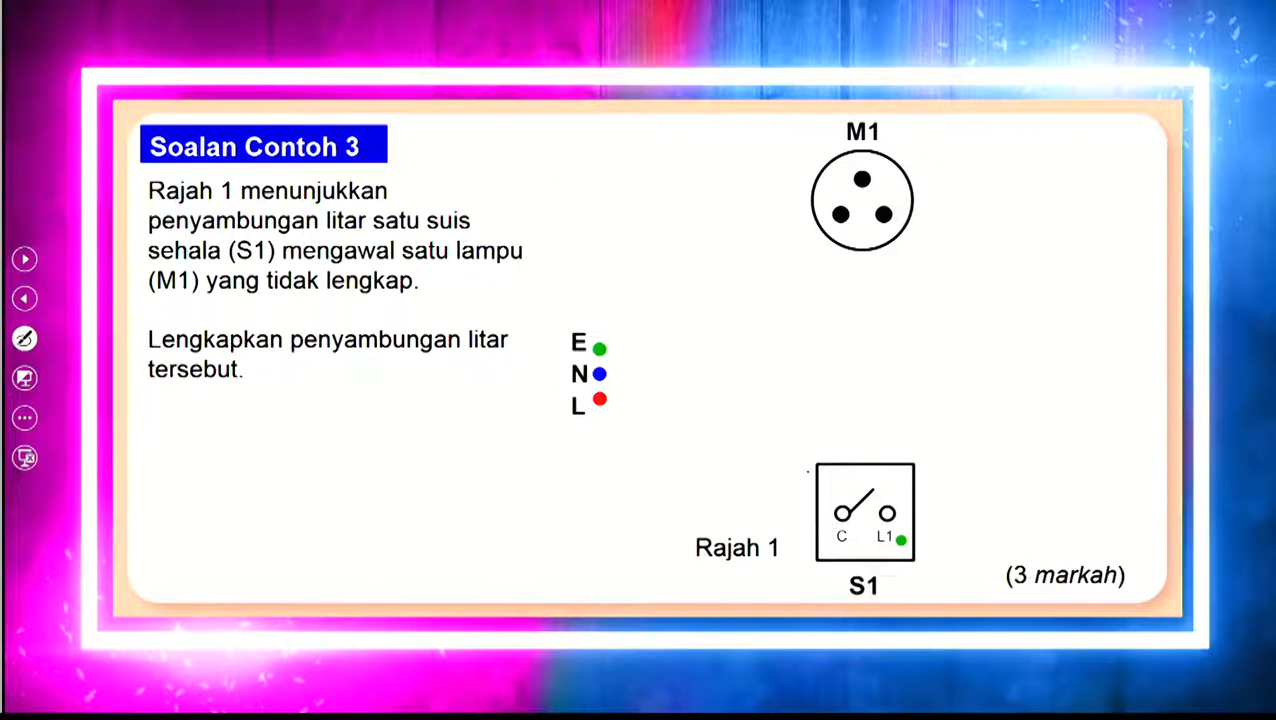 Soalan Contoh 3
Rajah 1 menunjukkan
penyambungan litar satu suis
sehala (S1) mengawal satu lampu
(M1) yang tidak lengkap.
Lengkapkan penyambungan litar
tersebut.
M1
E
N
L
C
L1
Rajah 1
S1
(3 markah)